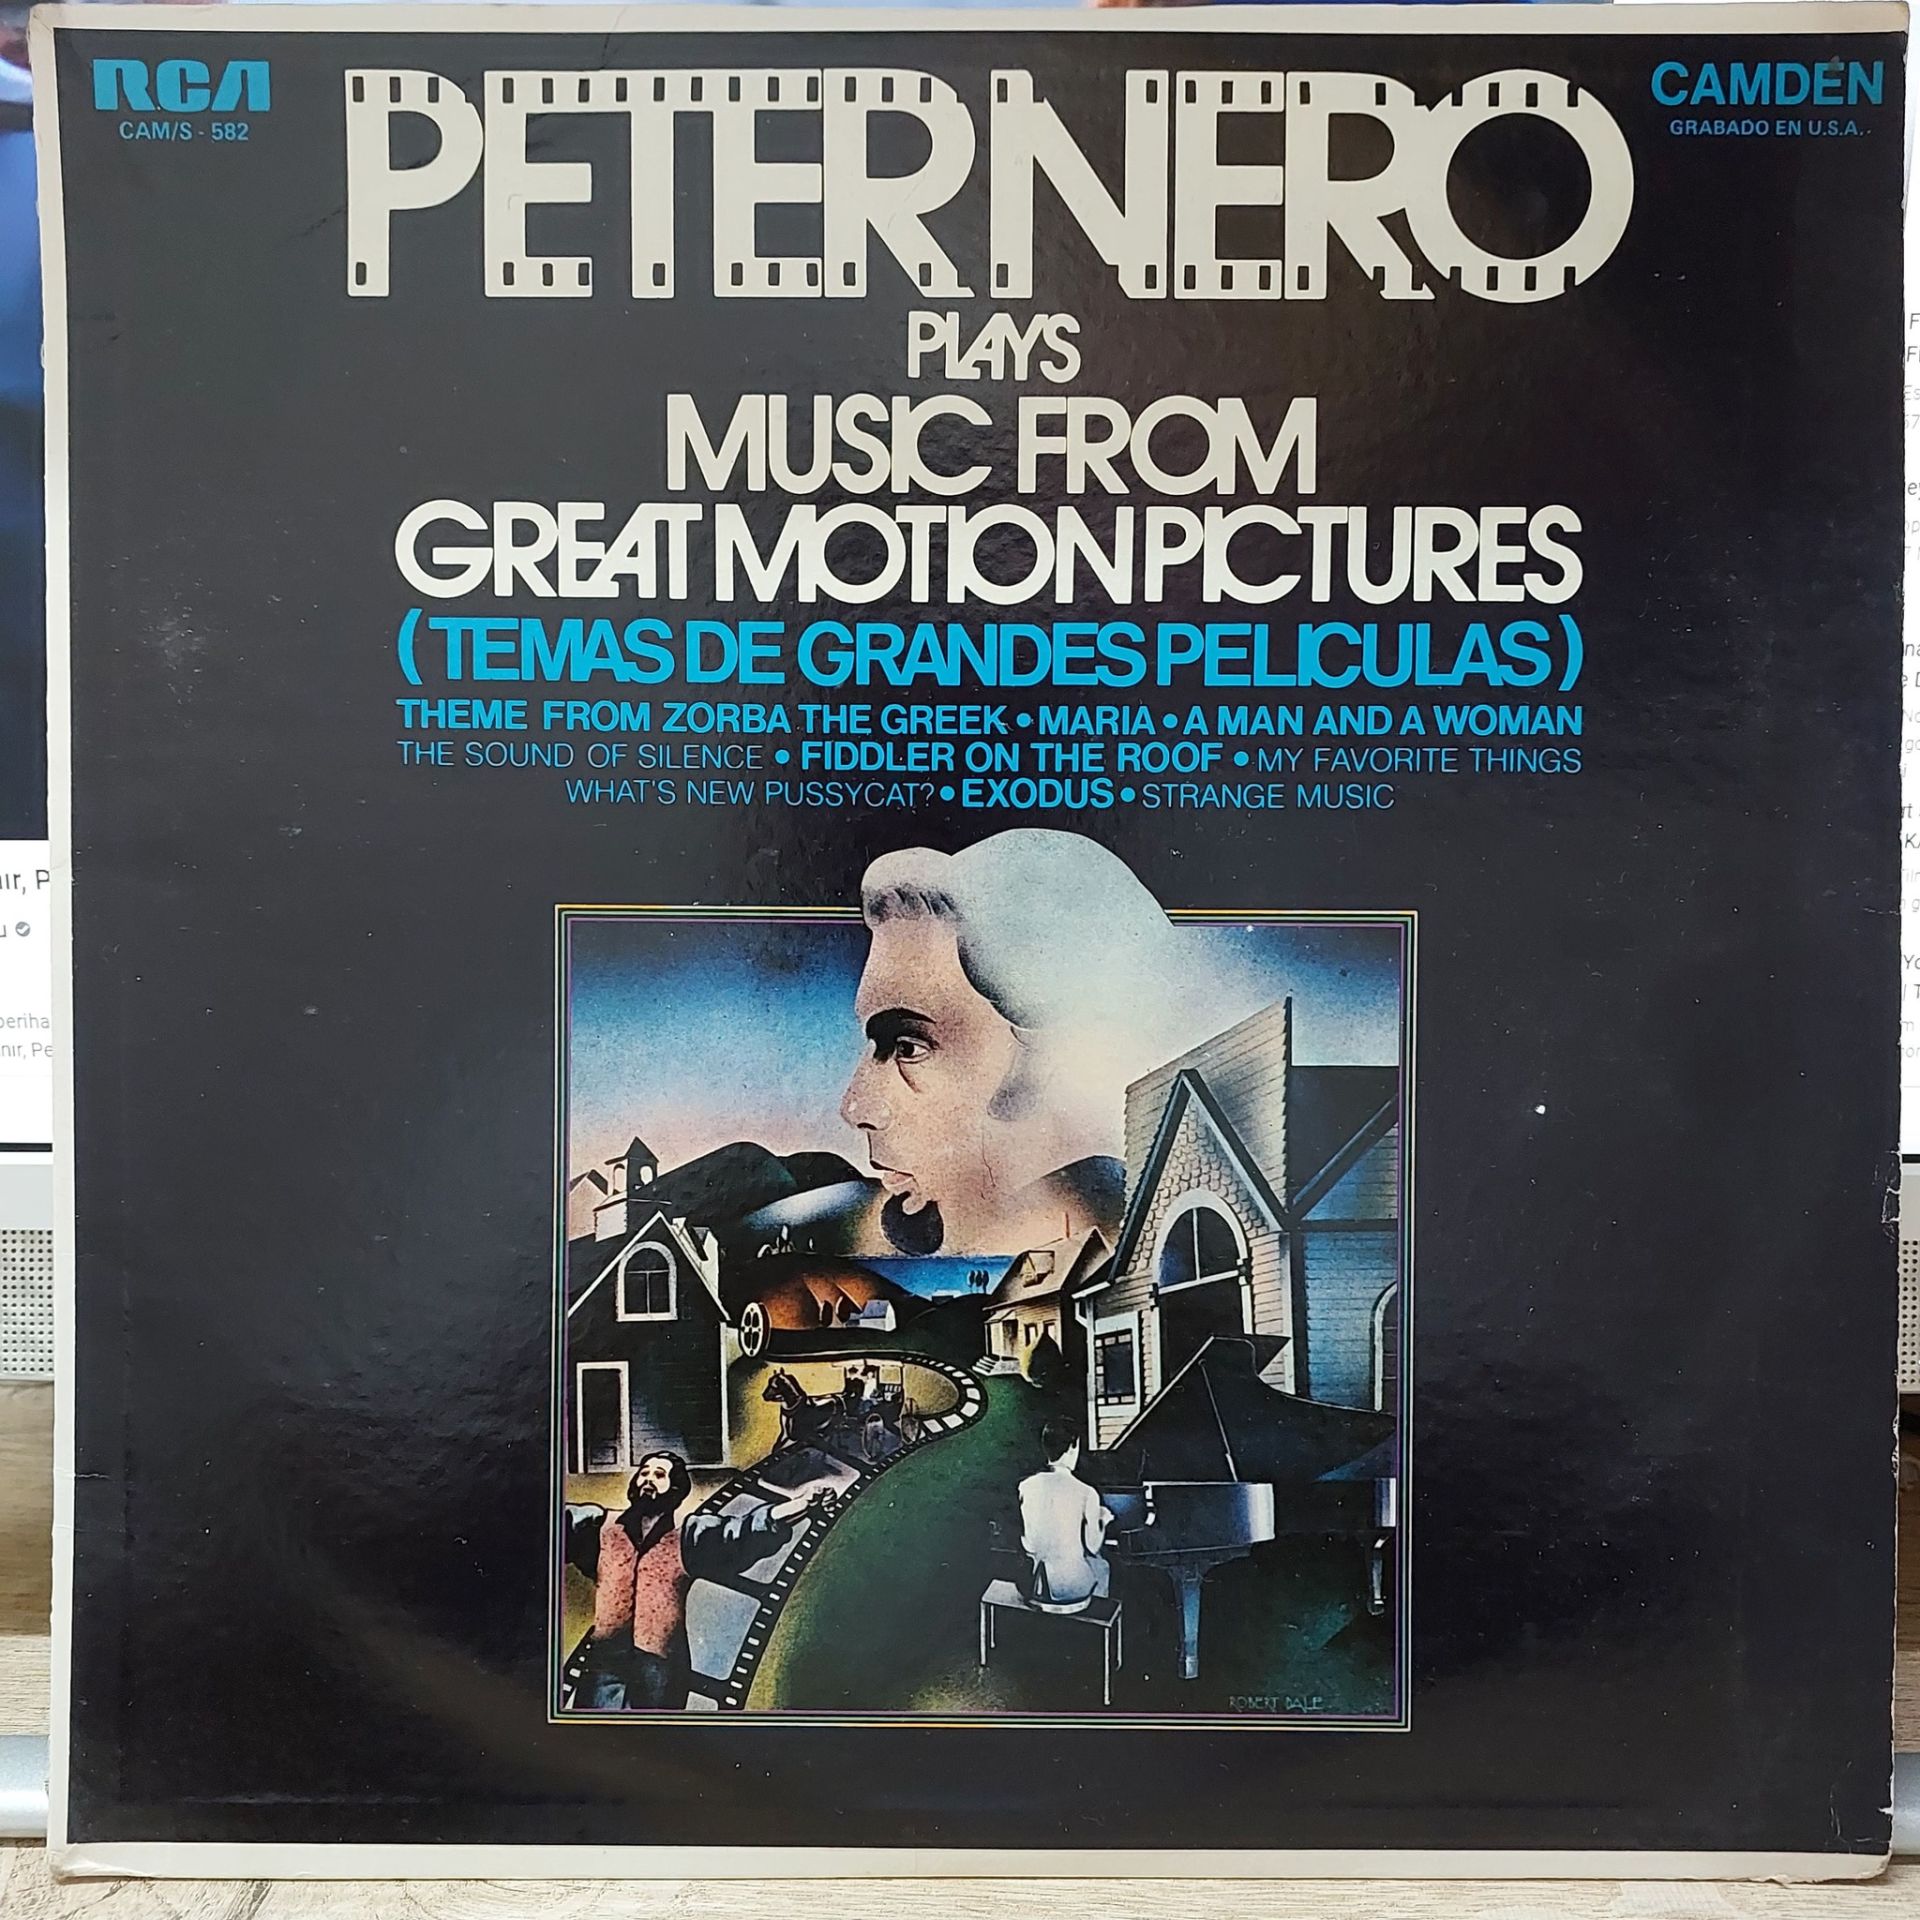 RCA
CAM/S - 582
CAMDEN
GRABADO EN U.S.A.
PETER NERO
PLAYS
MUSIC FROM
GREAT MOTION PICTURES
(TEMAS DE GRANDES PELICULAS)
THEME FROM ZORBA THE GREEK • MARIA • A MAN AND A WOMAN
THE SOUND OF SILENCE • FIDDLER ON THE ROOF • MY FAVORITE THINGS
WHAT'S NEW PUSSYCAT? • EXODUS • STRANGE MUSIC
ROBERT DALE